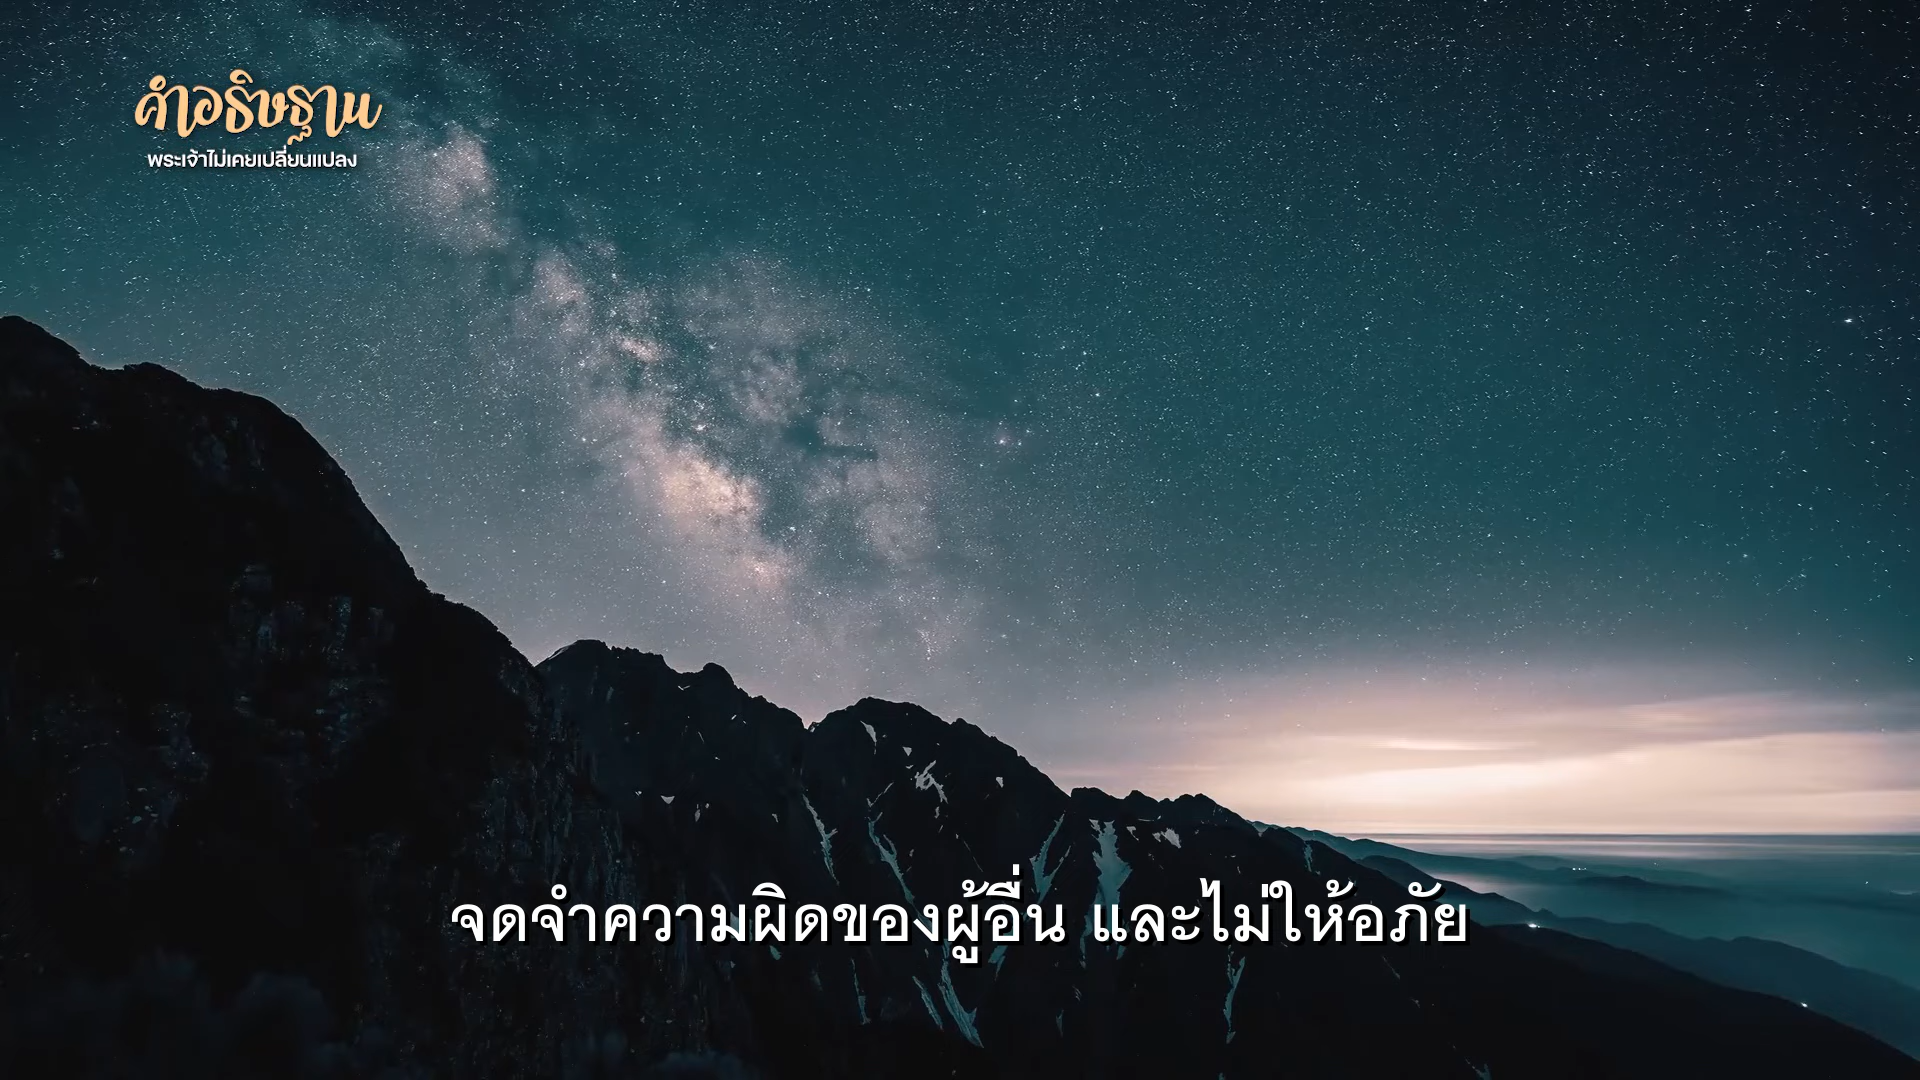 คำอธิษฐาน
พระเจ้าไม่เคยเปลี่ยนแปลง
จดจำความผิดของผู้อื่น และไม่ให้อภัย